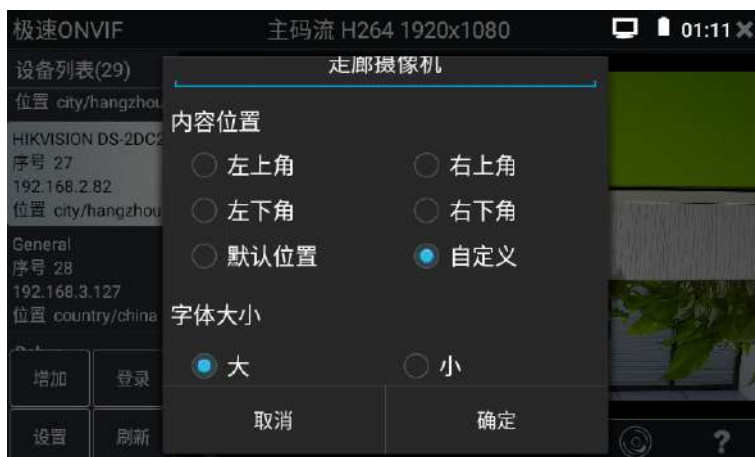 极速ONVIF 主码流 H264 1920x1080 01:11
设备列表(29)
位置 city/hangzhou
HIKVISION DS-2DC2
序号 27
192.168.2.82
位置 city/hangzhou
General
序号 28
192.168.3.127
位置 country/china
增加 登录
设置 刷新
走廊摄像机
内容位置
左上角 右上角
左下角 右下角
默认位置 自定义
字体大小
大 小
取消 确定
?